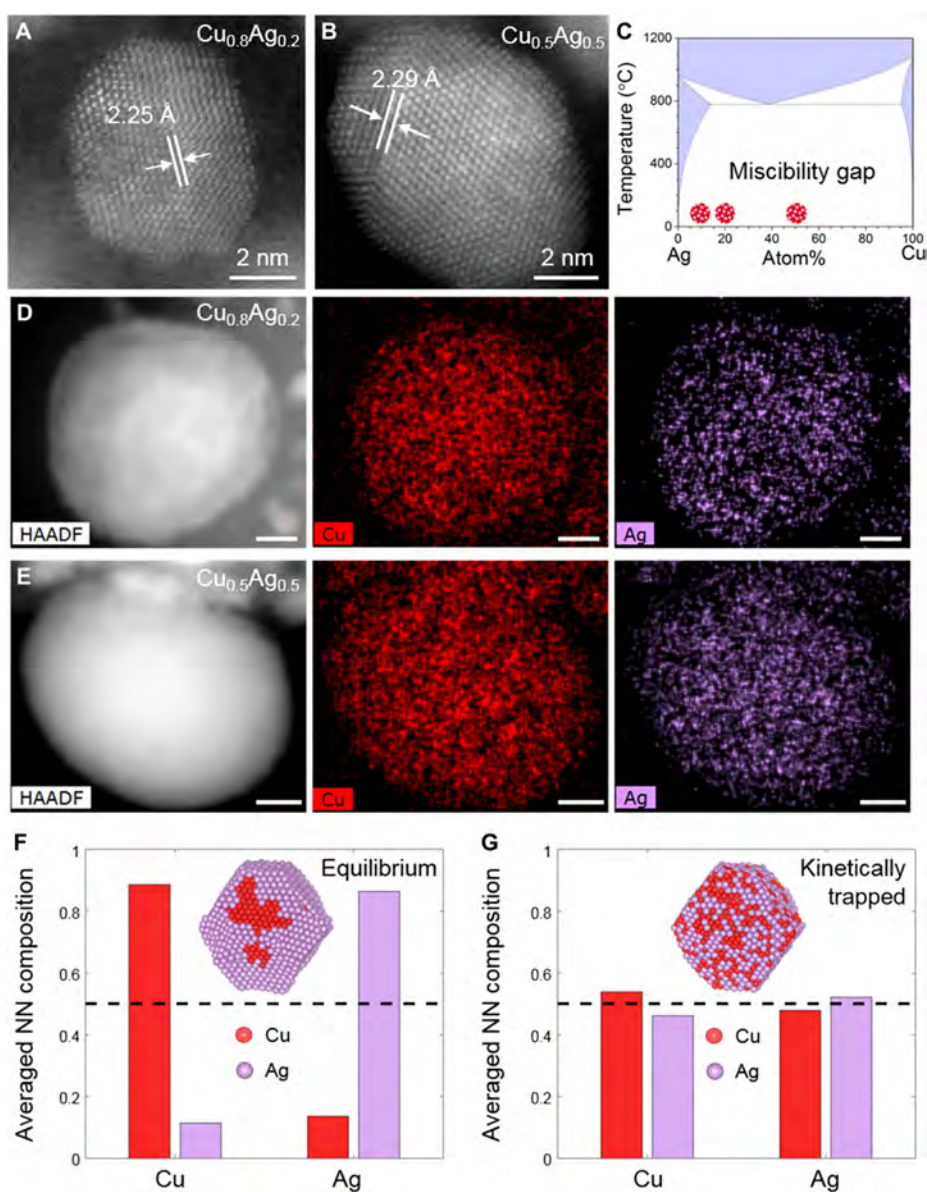 A
Cu0.8Ag0.2
2.25 Å
2 nm
B
Cu0.5Ag0.5
2.29 Å
2 nm
C
1200
800
400
0
Temperature (°C)
Miscibility gap
0 20 40 60 80 100
Ag Atom% Cu
D
Cu0.8Ag0.2
HAADF
Cu
Ag
E
Cu0.5Ag0.5
HAADF
Cu
Ag
F
Equilibrium
Averaged NN composition
1
0.8
0.6
0.4
0.2
0
Cu
Ag
Cu Ag
G
Kinetically
trapped
Averaged NN composition
1
0.8
0.6
0.4
0.2
0
Cu
Ag
Cu Ag